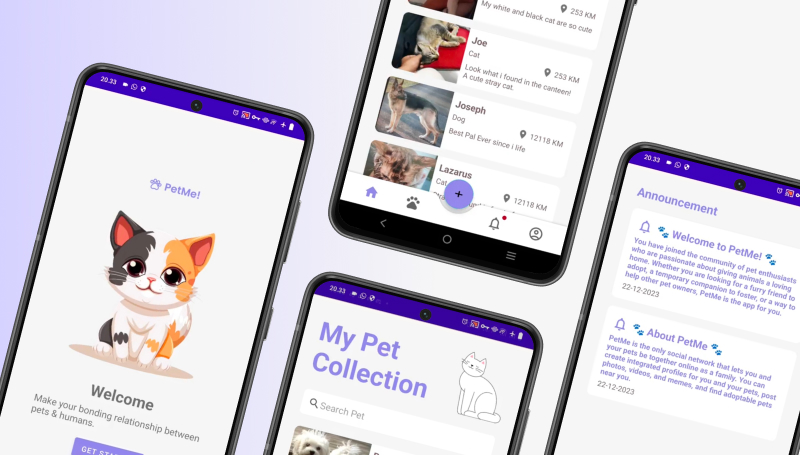 20.33
PetMe!
Welcome
Make your bonding relationship between
pets & humans.
My white and black cat are so cute
253 KM
Joe
Cat
253 KM
Look what i found in the canteen!
A cute stray cat.
Joseph
Dog
12118 KM
Best Pal Ever since i life
Lazarus
Cat
12118 KM
20.33
My Pet
Collection
Search Pet
20.33
Announcement
Welcome to PetMe!
You have joined the community of pet enthusiasts
who are passionate about giving animals a loving
home. Whether you are looking for a furry friend to
adopt, a temporary companion to foster, or a way to
help other pet owners, PetMe is the app for you.
22-12-2023
About PetMe
PetMe is the only social network that lets you and
your pets be together online as a family. You can
create integrated profiles for you and your pets, post
photos, videos, and memes, and find adoptable pets
near you.
22-12-2023